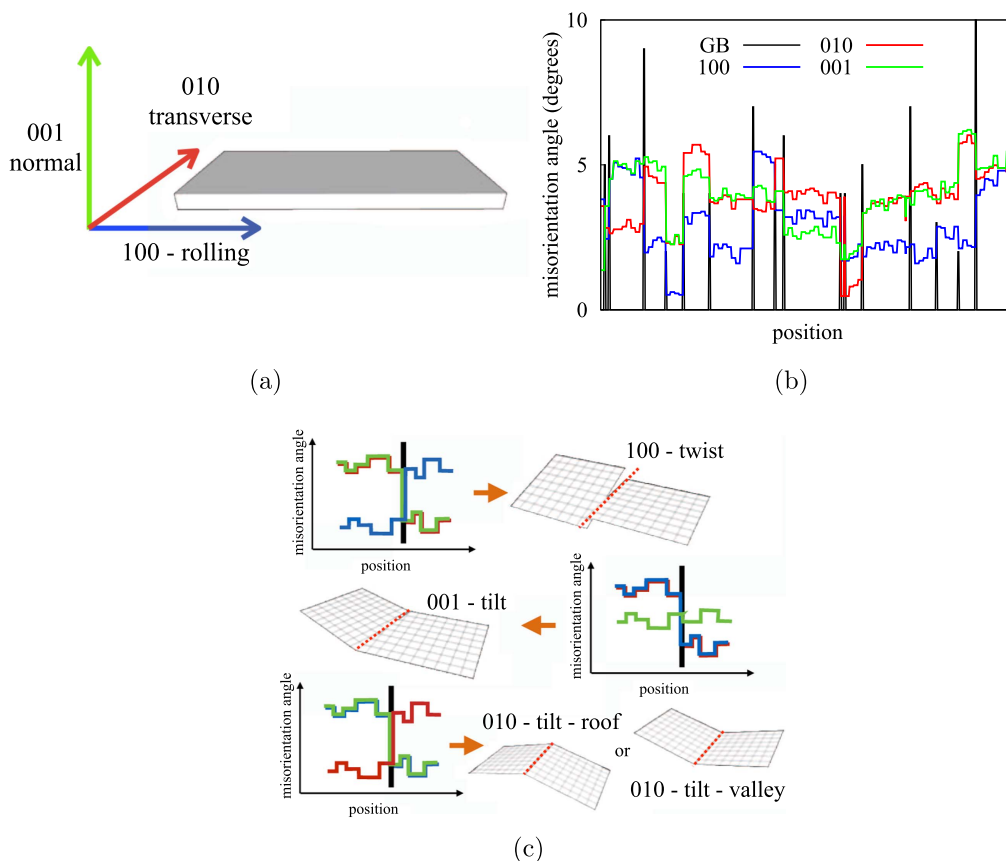 001
normal
010
transverse
100 - rolling
(a)
10
5
0
misorientation angle (degrees)
GB
100
010
001
position
(b)
misorientation angle
position
100 - twist
001 - tilt
misorientation angle
position
misorientation angle
position
010 - tilt - roof
or
010 - tilt - valley
(c)